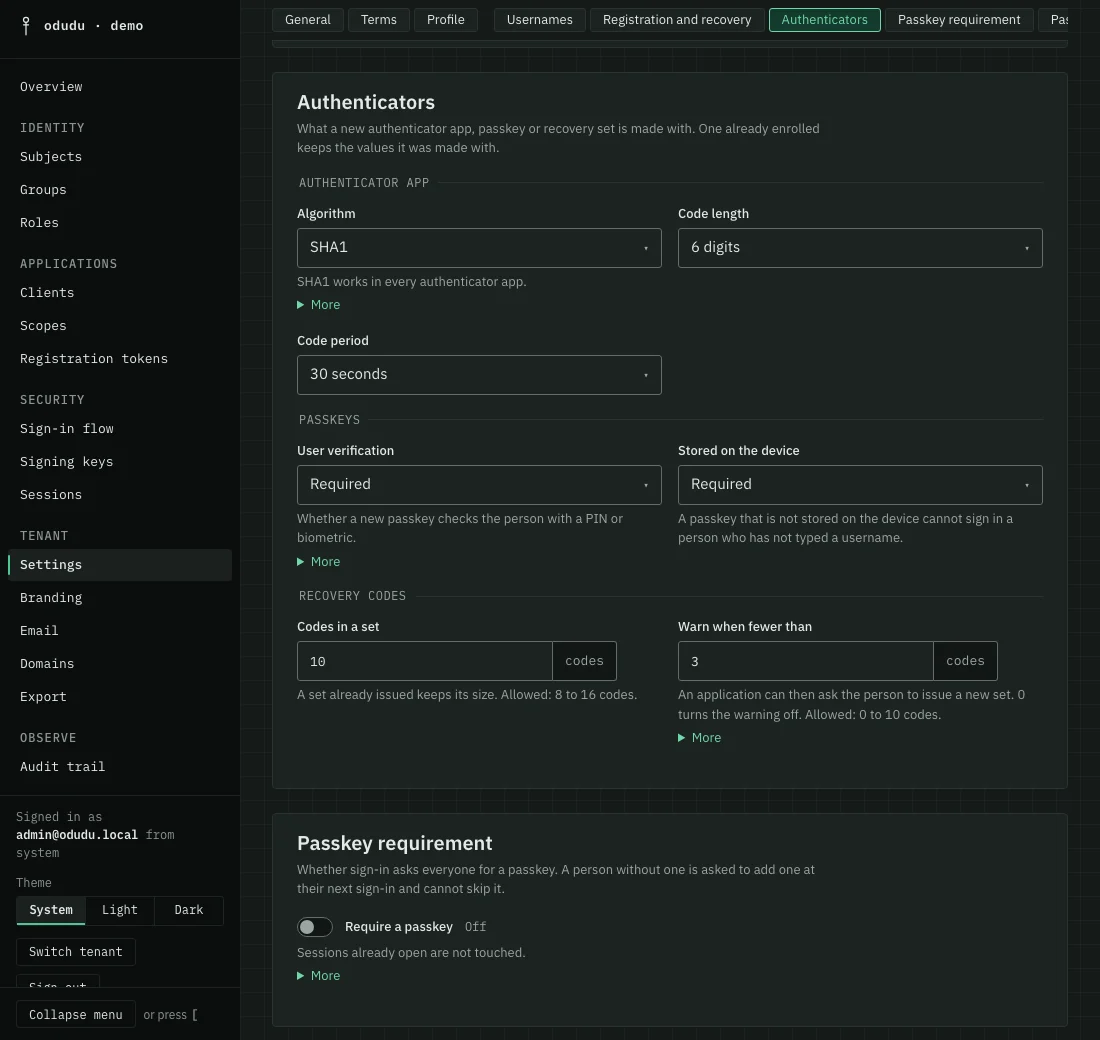 odudu · demo
General
Terms
Profile
Usernames
Registration and recovery
Authenticators
Passkey requirement
Overview
IDENTITY
Subjects
Groups
Roles
APPLICATIONS
Clients
Scopes
Registration tokens
SECURITY
Sign-in flow
Signing keys
Sessions
TENANT
Settings
Branding
Email
Domains
Export
OBSERVE
Audit trail
Signed in as
admin@odudu.local from
system
Theme
System
Light
Dark
Switch tenant
Sign out
Collapse menu
or press [
Authenticators
What a new authenticator app, passkey or recovery set is made with. One already enrolled
keeps the values it was made with.
AUTHENTICATOR APP
Algorithm
Code length
SHA1
6 digits
SHA1 works in every authenticator app.
More
Code period
30 seconds
PASSKEYS
User verification
Stored on the device
Required
Required
Whether a new passkey checks the person with a PIN or
biometric.
A passkey that is not stored on the device cannot sign in a
person who has not typed a username.
More
RECOVERY CODES
Codes in a set
Warn when fewer than
10 codes
3 codes
A set already issued keeps its size. Allowed: 8 to 16 codes.
An application can then ask the person to issue a new set. 0
turns the warning off. Allowed: 0 to 10 codes.
More
Passkey requirement
Whether sign-in asks everyone for a passkey. A person without one is asked to add one at
their next sign-in and cannot skip it.
Require a passkey Off
Sessions already open are not touched.
More